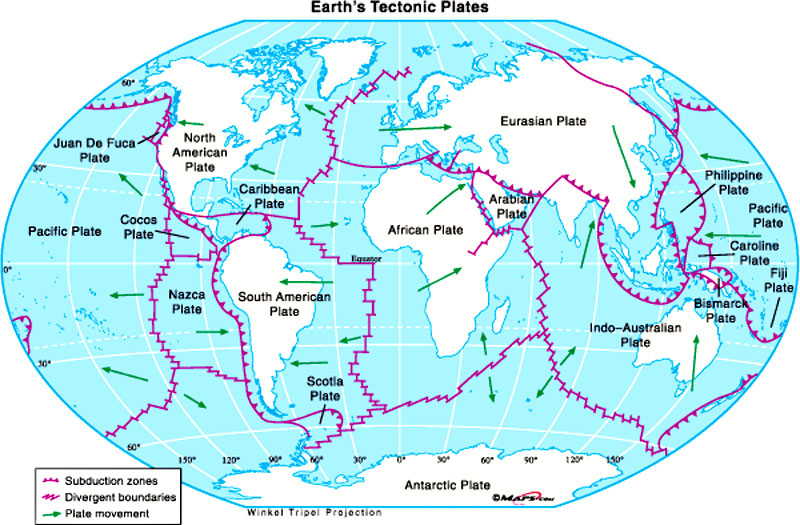 Earth's Tectonic Plates
60°
Juan De Fuca
Plate
North
American
Plate
Eurasian Plate
30°
Caribbean
Plate
Arabian
Plate
Philippine
Plate
Cocos
Plate
Pacific Plate
African Plate
Pacific
Plate
Caroline
Plate
0°
Equator
Nazca
Plate
South American
Plate
Fiji
Plate
Bismarck
Plate
Indo-Australian
Plate
30°
Scotia
Plate
60°
150°
120°
90°
60°
30°
0°
30°
60°
90°
120°
150°
Antarctic Plate
Subduction zones
Divergent boundaries
Plate movement
©MAPS.com
Winkel Tripel Projection